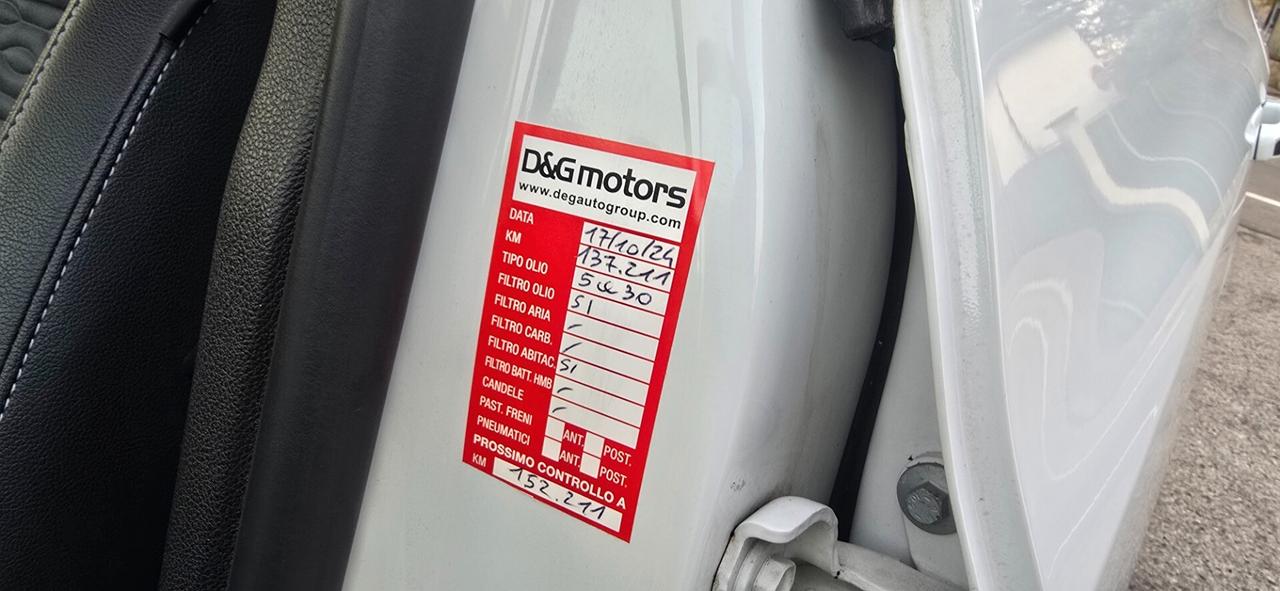 D&G motors
www.degautogroup.com
DATA 17/10/24
KM 137.211
TIPO OLIO 5w30
FILTRO OLIO SI
FILTRO ARIA -
FILTRO CARB. -
FILTRO ABITAC. Si
FILTRO BATT. HMB -
CANDELE -
PAST. FRENI ANT. POST.
PNEUMATICI ANT. POST.
PROSSIMO CONTROLLO A
KM 152.211